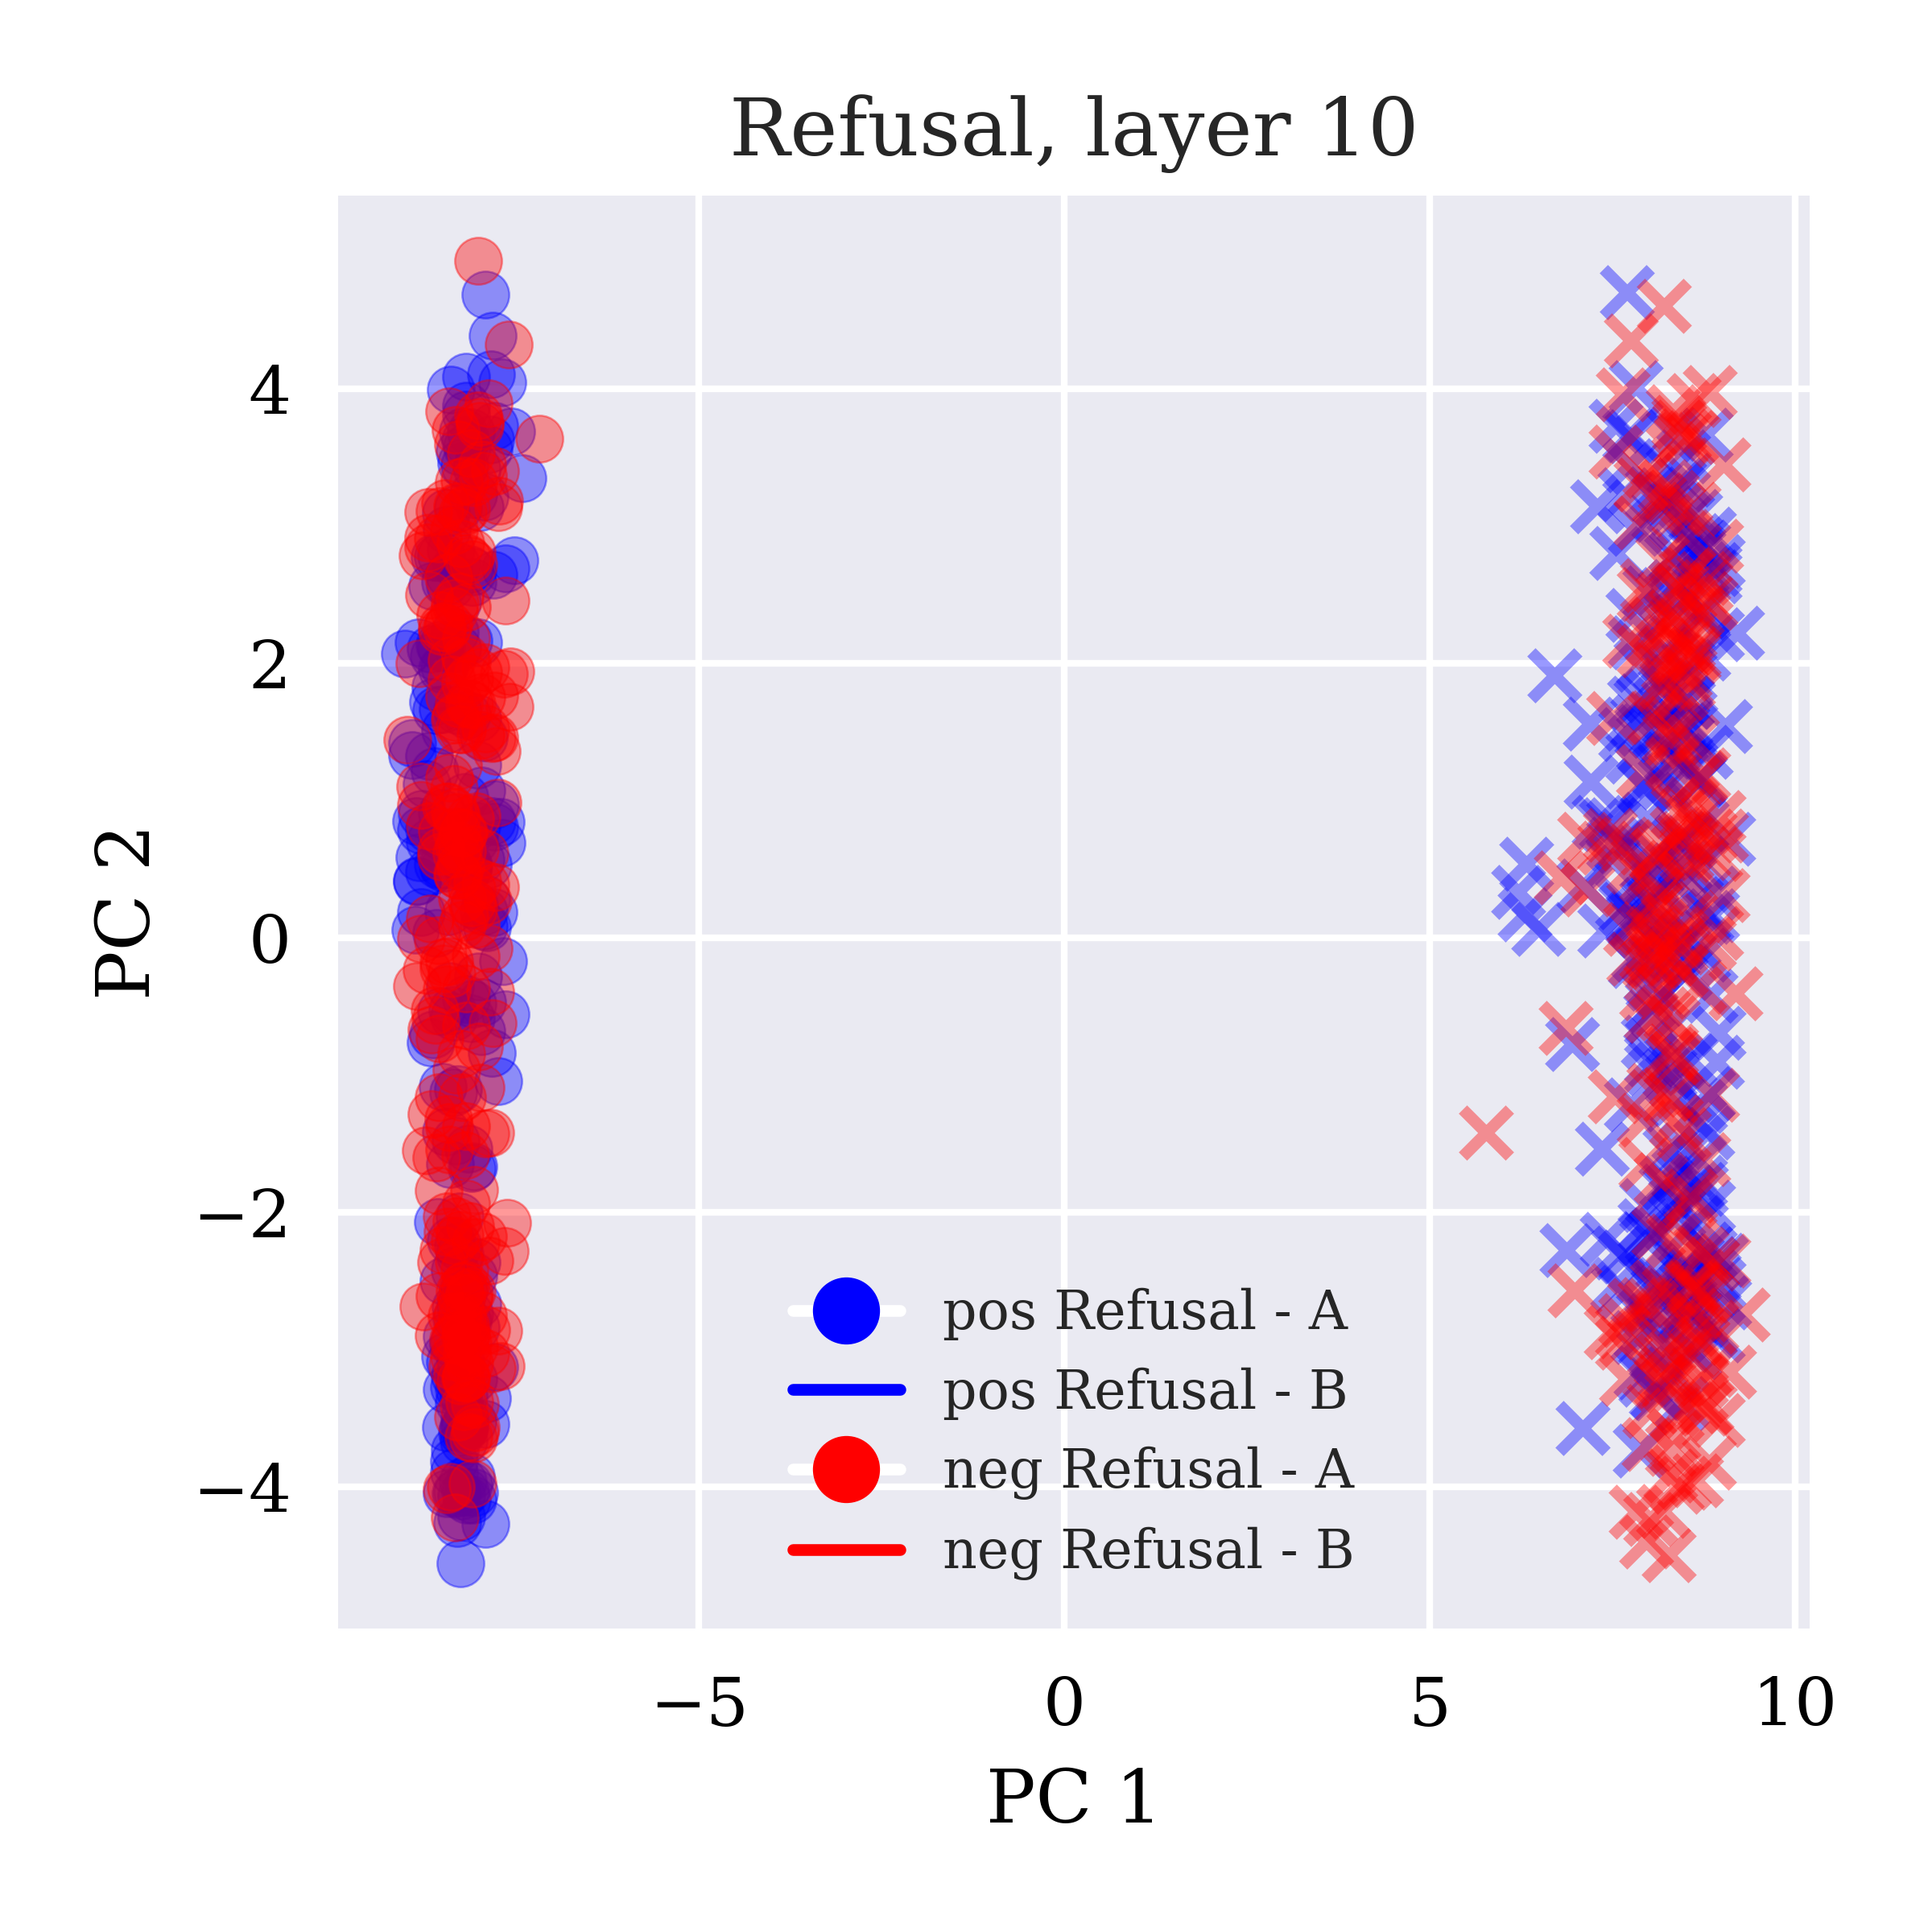 Refusal, layer 10
4
2
0
−2
−4
PC 2
pos Refusal - A
pos Refusal - B
neg Refusal - A
neg Refusal - B
−5 0 5 10
PC 1